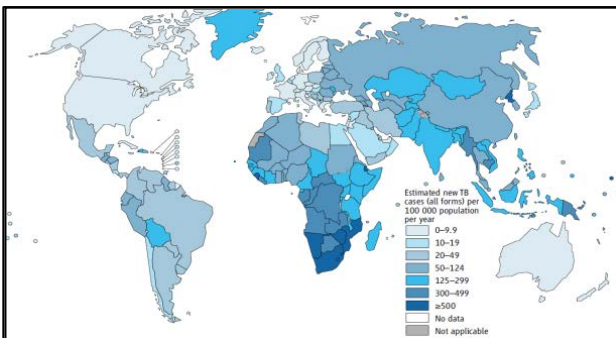 Estimated new TB
cases (all forms) per
100 000 population
per year
0–9.9
10–19
20–49
50–124
125–299
300–499
≥500
No data
Not applicable